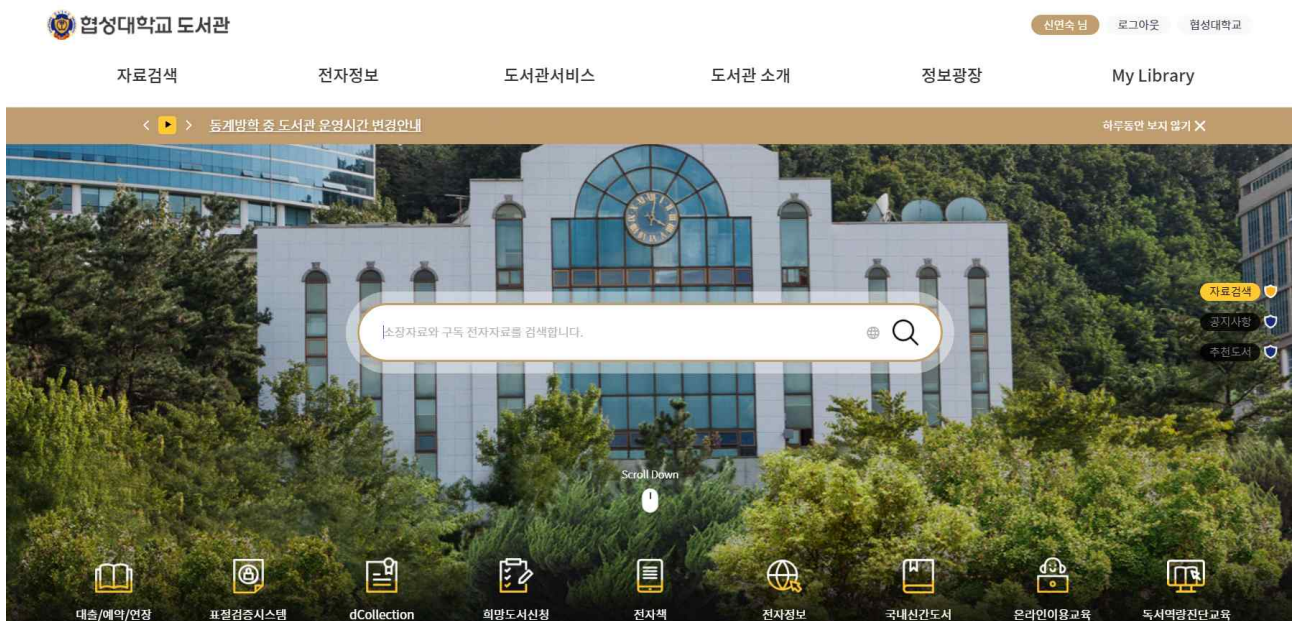 협성대학교 도서관
신연숙 님 로그아웃 협성대학교
자료검색 전자정보 도서관서비스 도서관 소개 정보광장 My Library
동계방학 중 도서관 운영시간 변경안내 하루동안 보지 않기 X
소장자료와 구독 전자자료를 검색합니다.
자료검색
공지사항
추천도서
Scroll Down
대출/예약/연장 표절검증시스템 dCollection 희망도서신청 전자책 전자정보 국내신간도서 온라인이용교육 독서역량진단교육